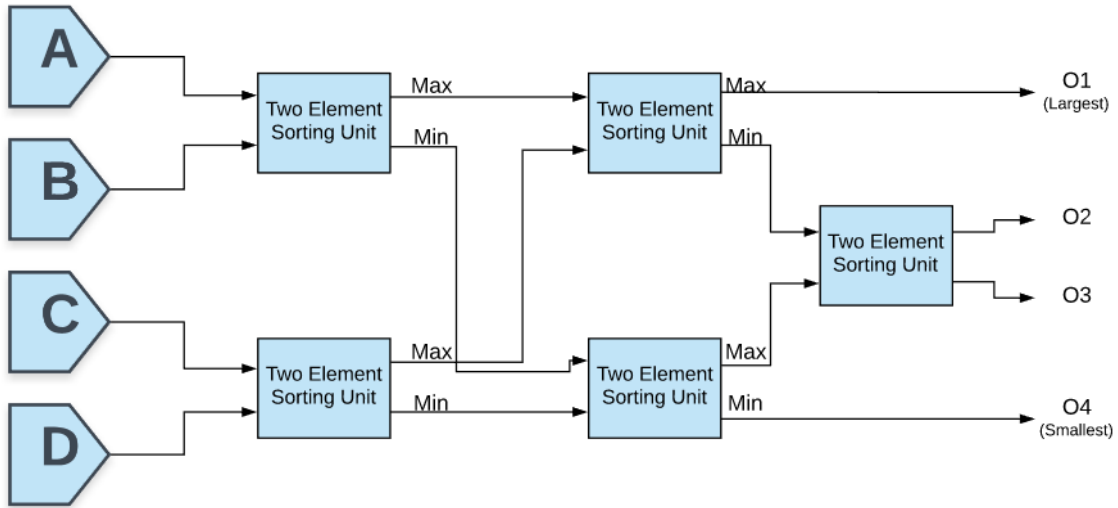 A
B
C
D
Two Element
Sorting Unit
Max
Min
Two Element
Sorting Unit
Max
Min
Two Element
Sorting Unit
Max
Min
Two Element
Sorting Unit
Max
Min
Two Element
Sorting Unit
O1
(Largest)
O2
O3
O4
(Smallest)